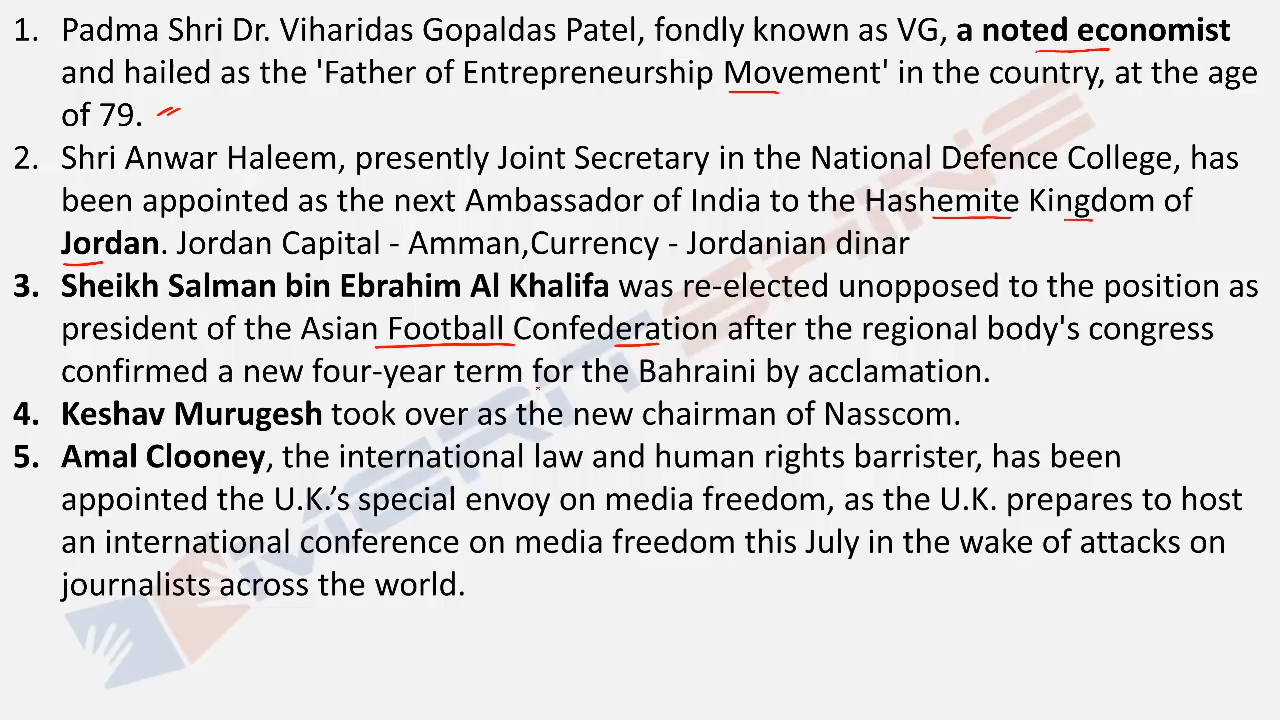 1. Padma Shri Dr. Viharidas Gopaldas Patel, fondly known as VG, a noted economist
and hailed as the 'Father of Entrepreneurship Movement' in the country, at the age
of 79.
2. Shri Anwar Haleem, presently Joint Secretary in the National Defence College, has
been appointed as the next Ambassador of India to the Hashemite Kingdom of
Jordan. Jordan Capital - Amman,Currency - Jordanian dinar
3. Sheikh Salman bin Ebrahim Al Khalifa was re-elected unopposed to the position as
president of the Asian Football Confederation after the regional body's congress
confirmed a new four-year term for the Bahraini by acclamation.
4. Keshav Murugesh took over as the new chairman of Nasscom.
5. Amal Clooney, the international law and human rights barrister, has been
appointed the U.K.’s special envoy on media freedom, as the U.K. prepares to host
an international conference on media freedom this July in the wake of attacks on
journalists across the world.